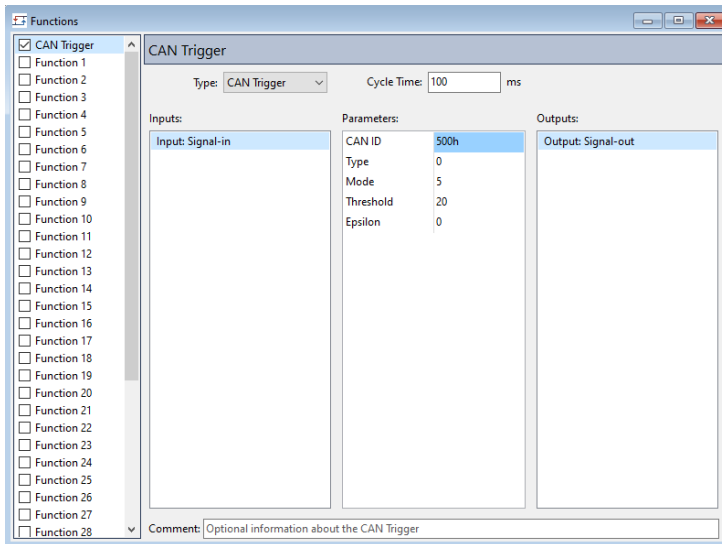 Functions
CAN Trigger
Function 1
Function 2
Function 3
Function 4
Function 5
Function 6
Function 7
Function 8
Function 9
Function 10
Function 11
Function 12
Function 13
Function 14
Function 15
Function 16
Function 17
Function 18
Function 19
Function 20
Function 21
Function 22
Function 23
Function 24
Function 25
Function 26
Function 27
Function 28
CAN Trigger
Type: CAN Trigger Cycle Time: 100 ms
Inputs: Parameters: Outputs:
Input: Signal-in CAN ID 500h Output: Signal-out
Type 0
Mode 5
Threshold 20
Epsilon 0
Comment: Optional information about the CAN Trigger